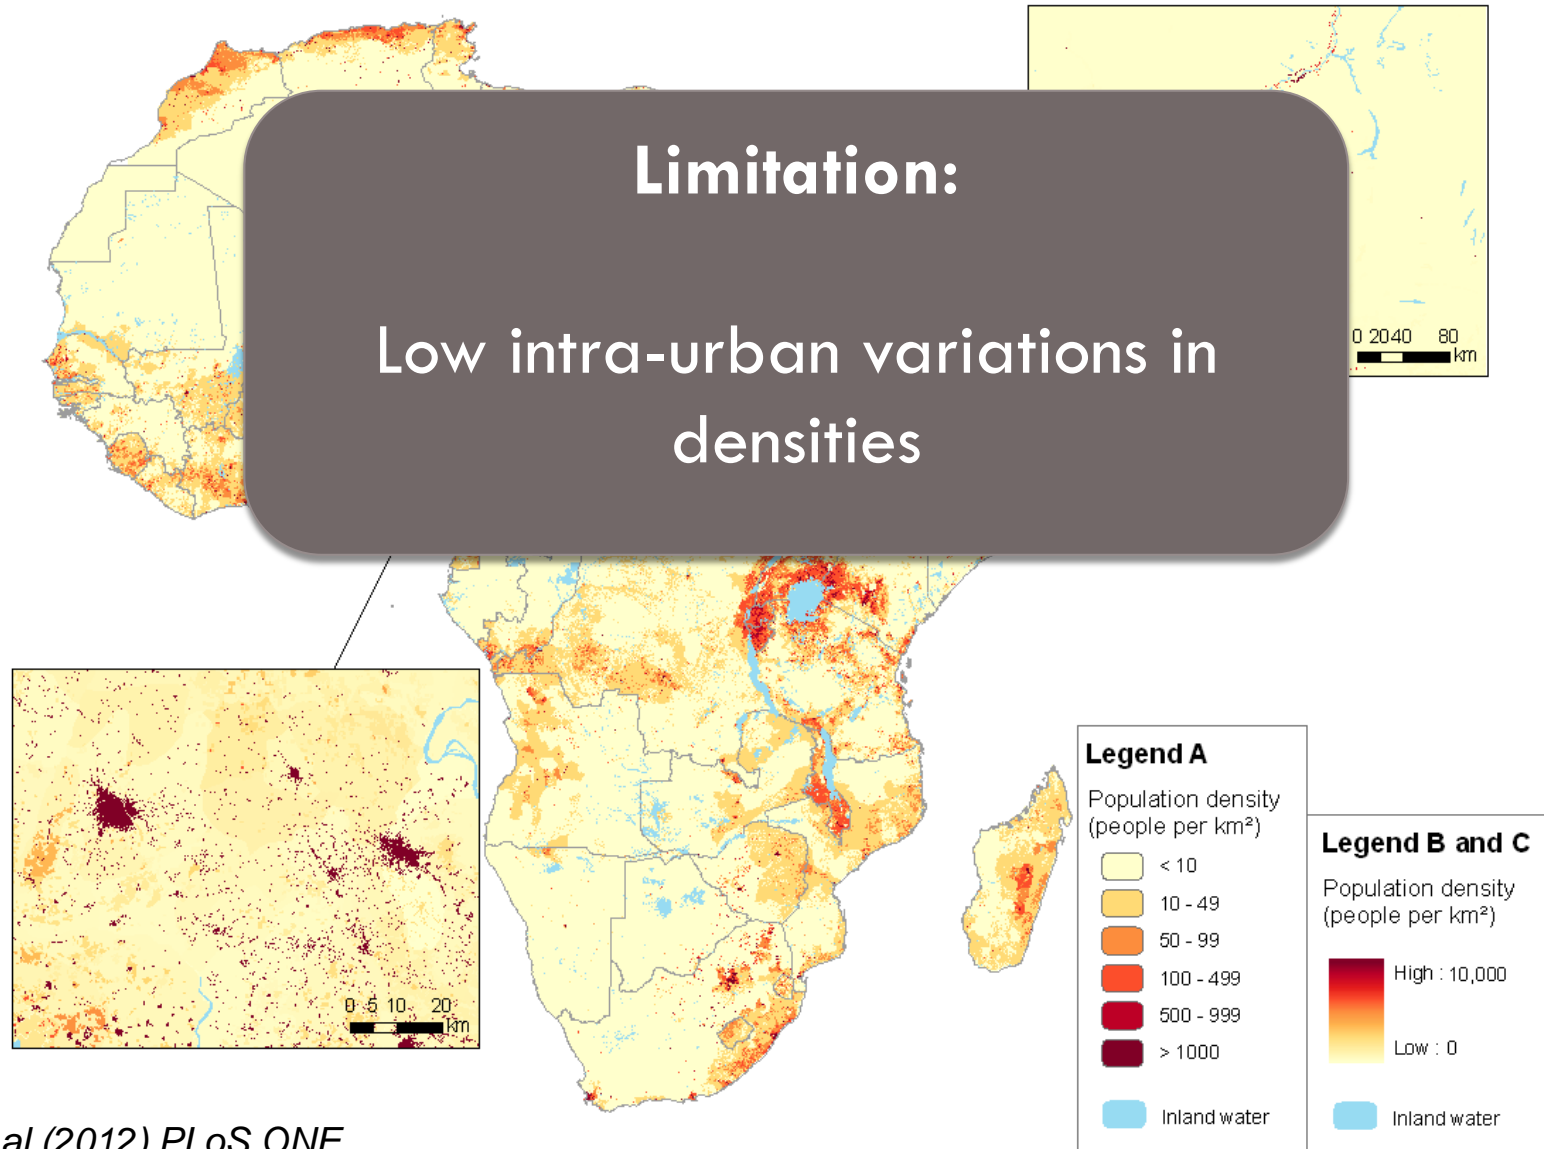 Limitation:
Low intra-urban variations in
densities
0 2040 80
km
0 5 10 20
km
Legend A
Population density
(people per km²)
< 10
10 - 49
50 - 99
100 - 499
500 - 999
> 1000
Inland water
Legend B and C
Population density
(people per km²)
High : 10,000
Low : 0
Inland water
al (2012) PLoS ONE